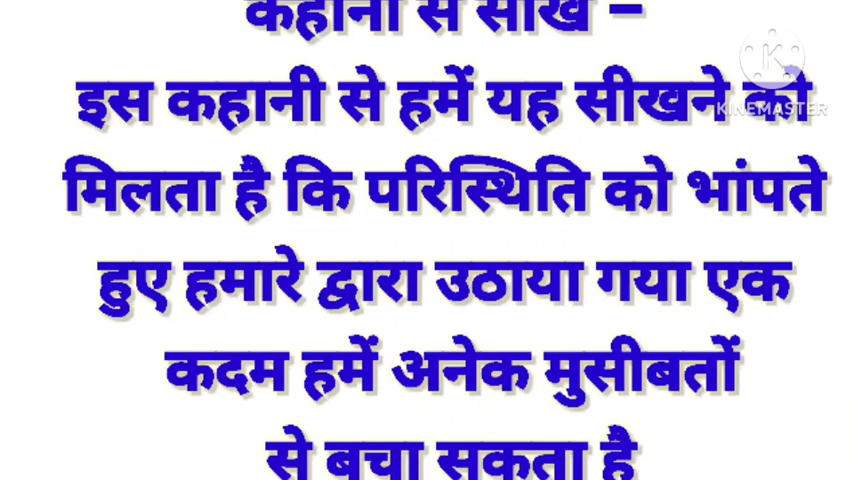 कहानी से सीख –
इस कहानी से हमें यह सीखने को
मिलता है कि परिस्थिति को भांपते
हुए हमारे द्वारा उठाया गया एक
कदम हमें अनेक मुसीबतों
से बचा सकता है
KINEMASTER